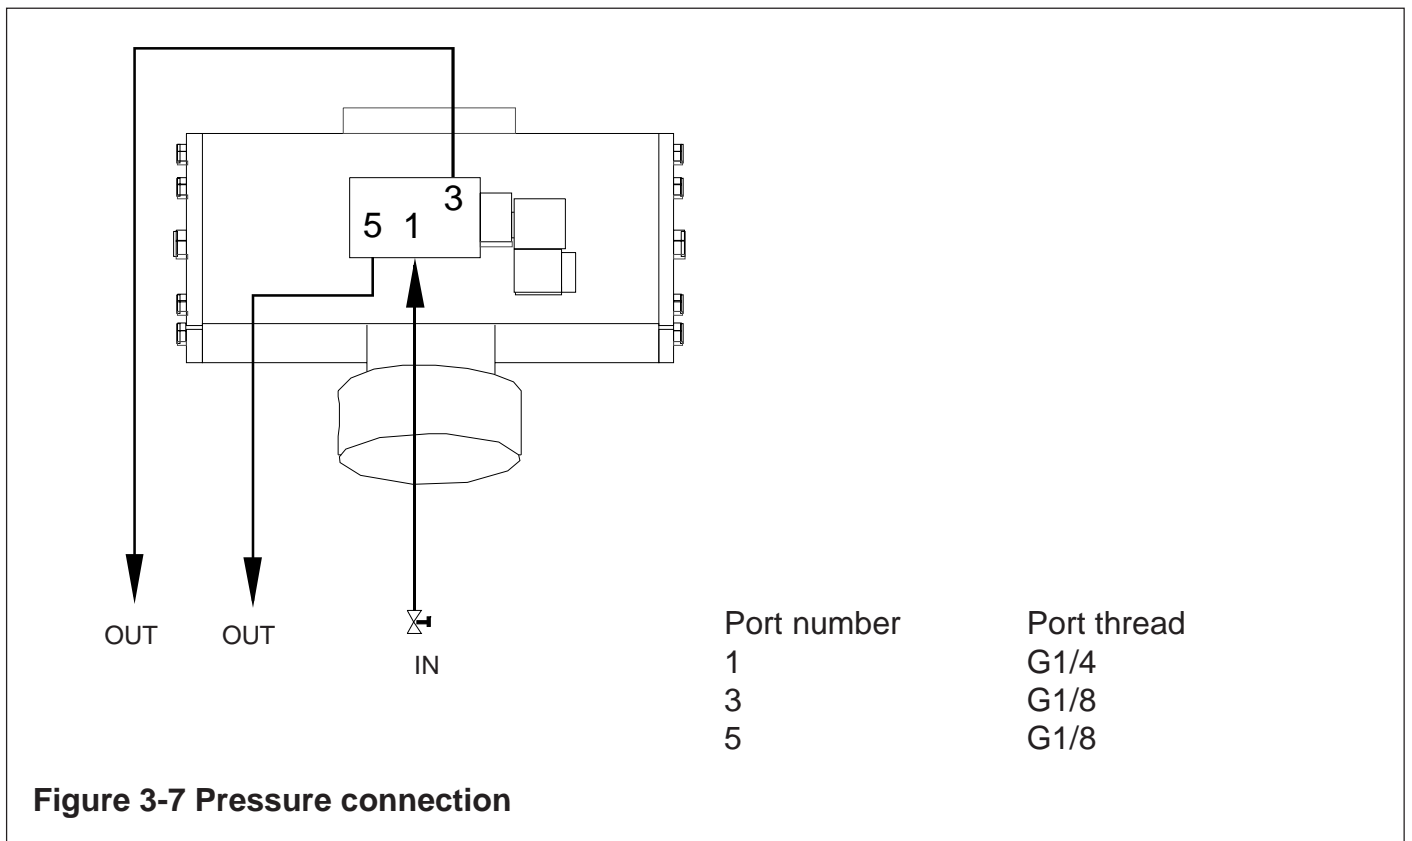 3
5 1
OUT OUT
IN
Port number Port thread
1 G1/4
3 G1/8
5 G1/8
Figure 3-7 Pressure connection